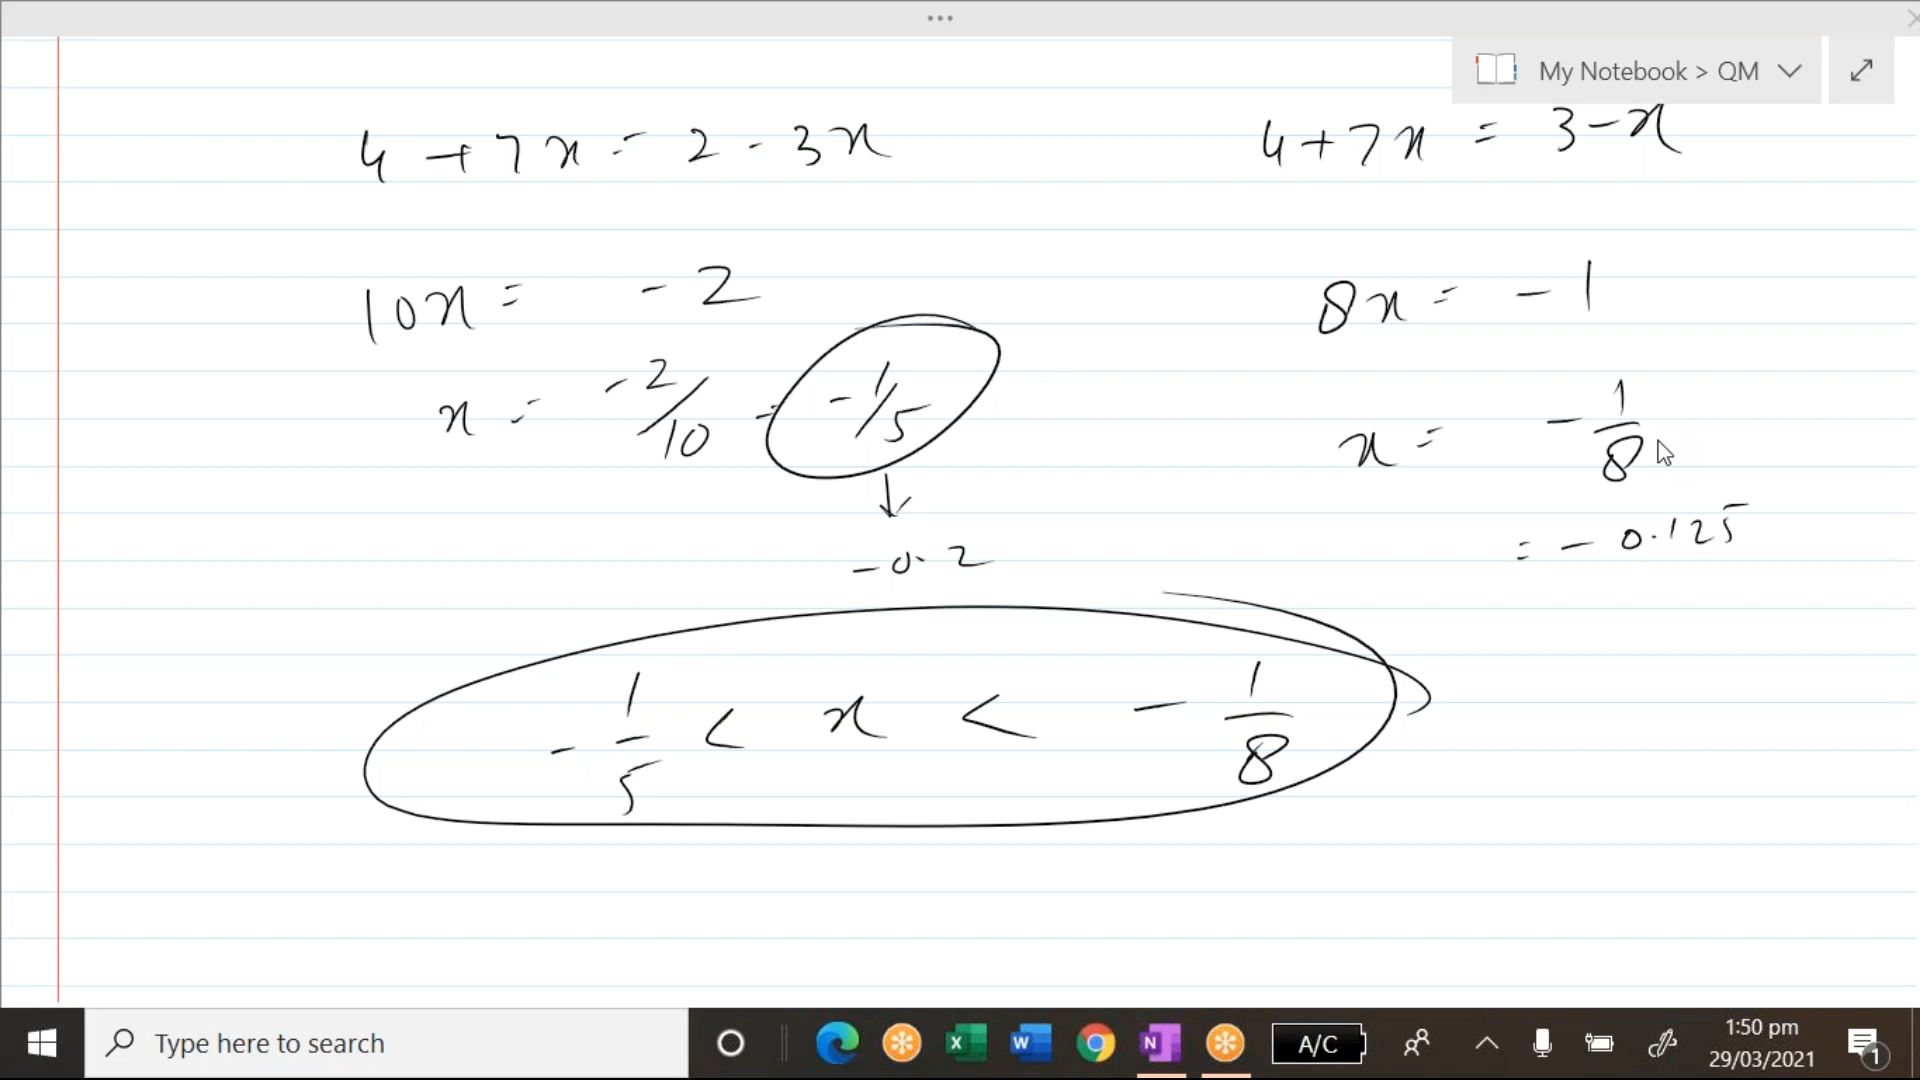 ...
My Notebook > QM
4 + 7x = 2 - 3x
4 + 7x = 3 - x
10x = - 2
8x = - 1
x = -2/10 = -1/5
x = - 1/8
= - 0.125
↓
-0.2
- 1/5 < x < - 1/8
Type here to search
A/C
1:50 pm
29/03/2021
1